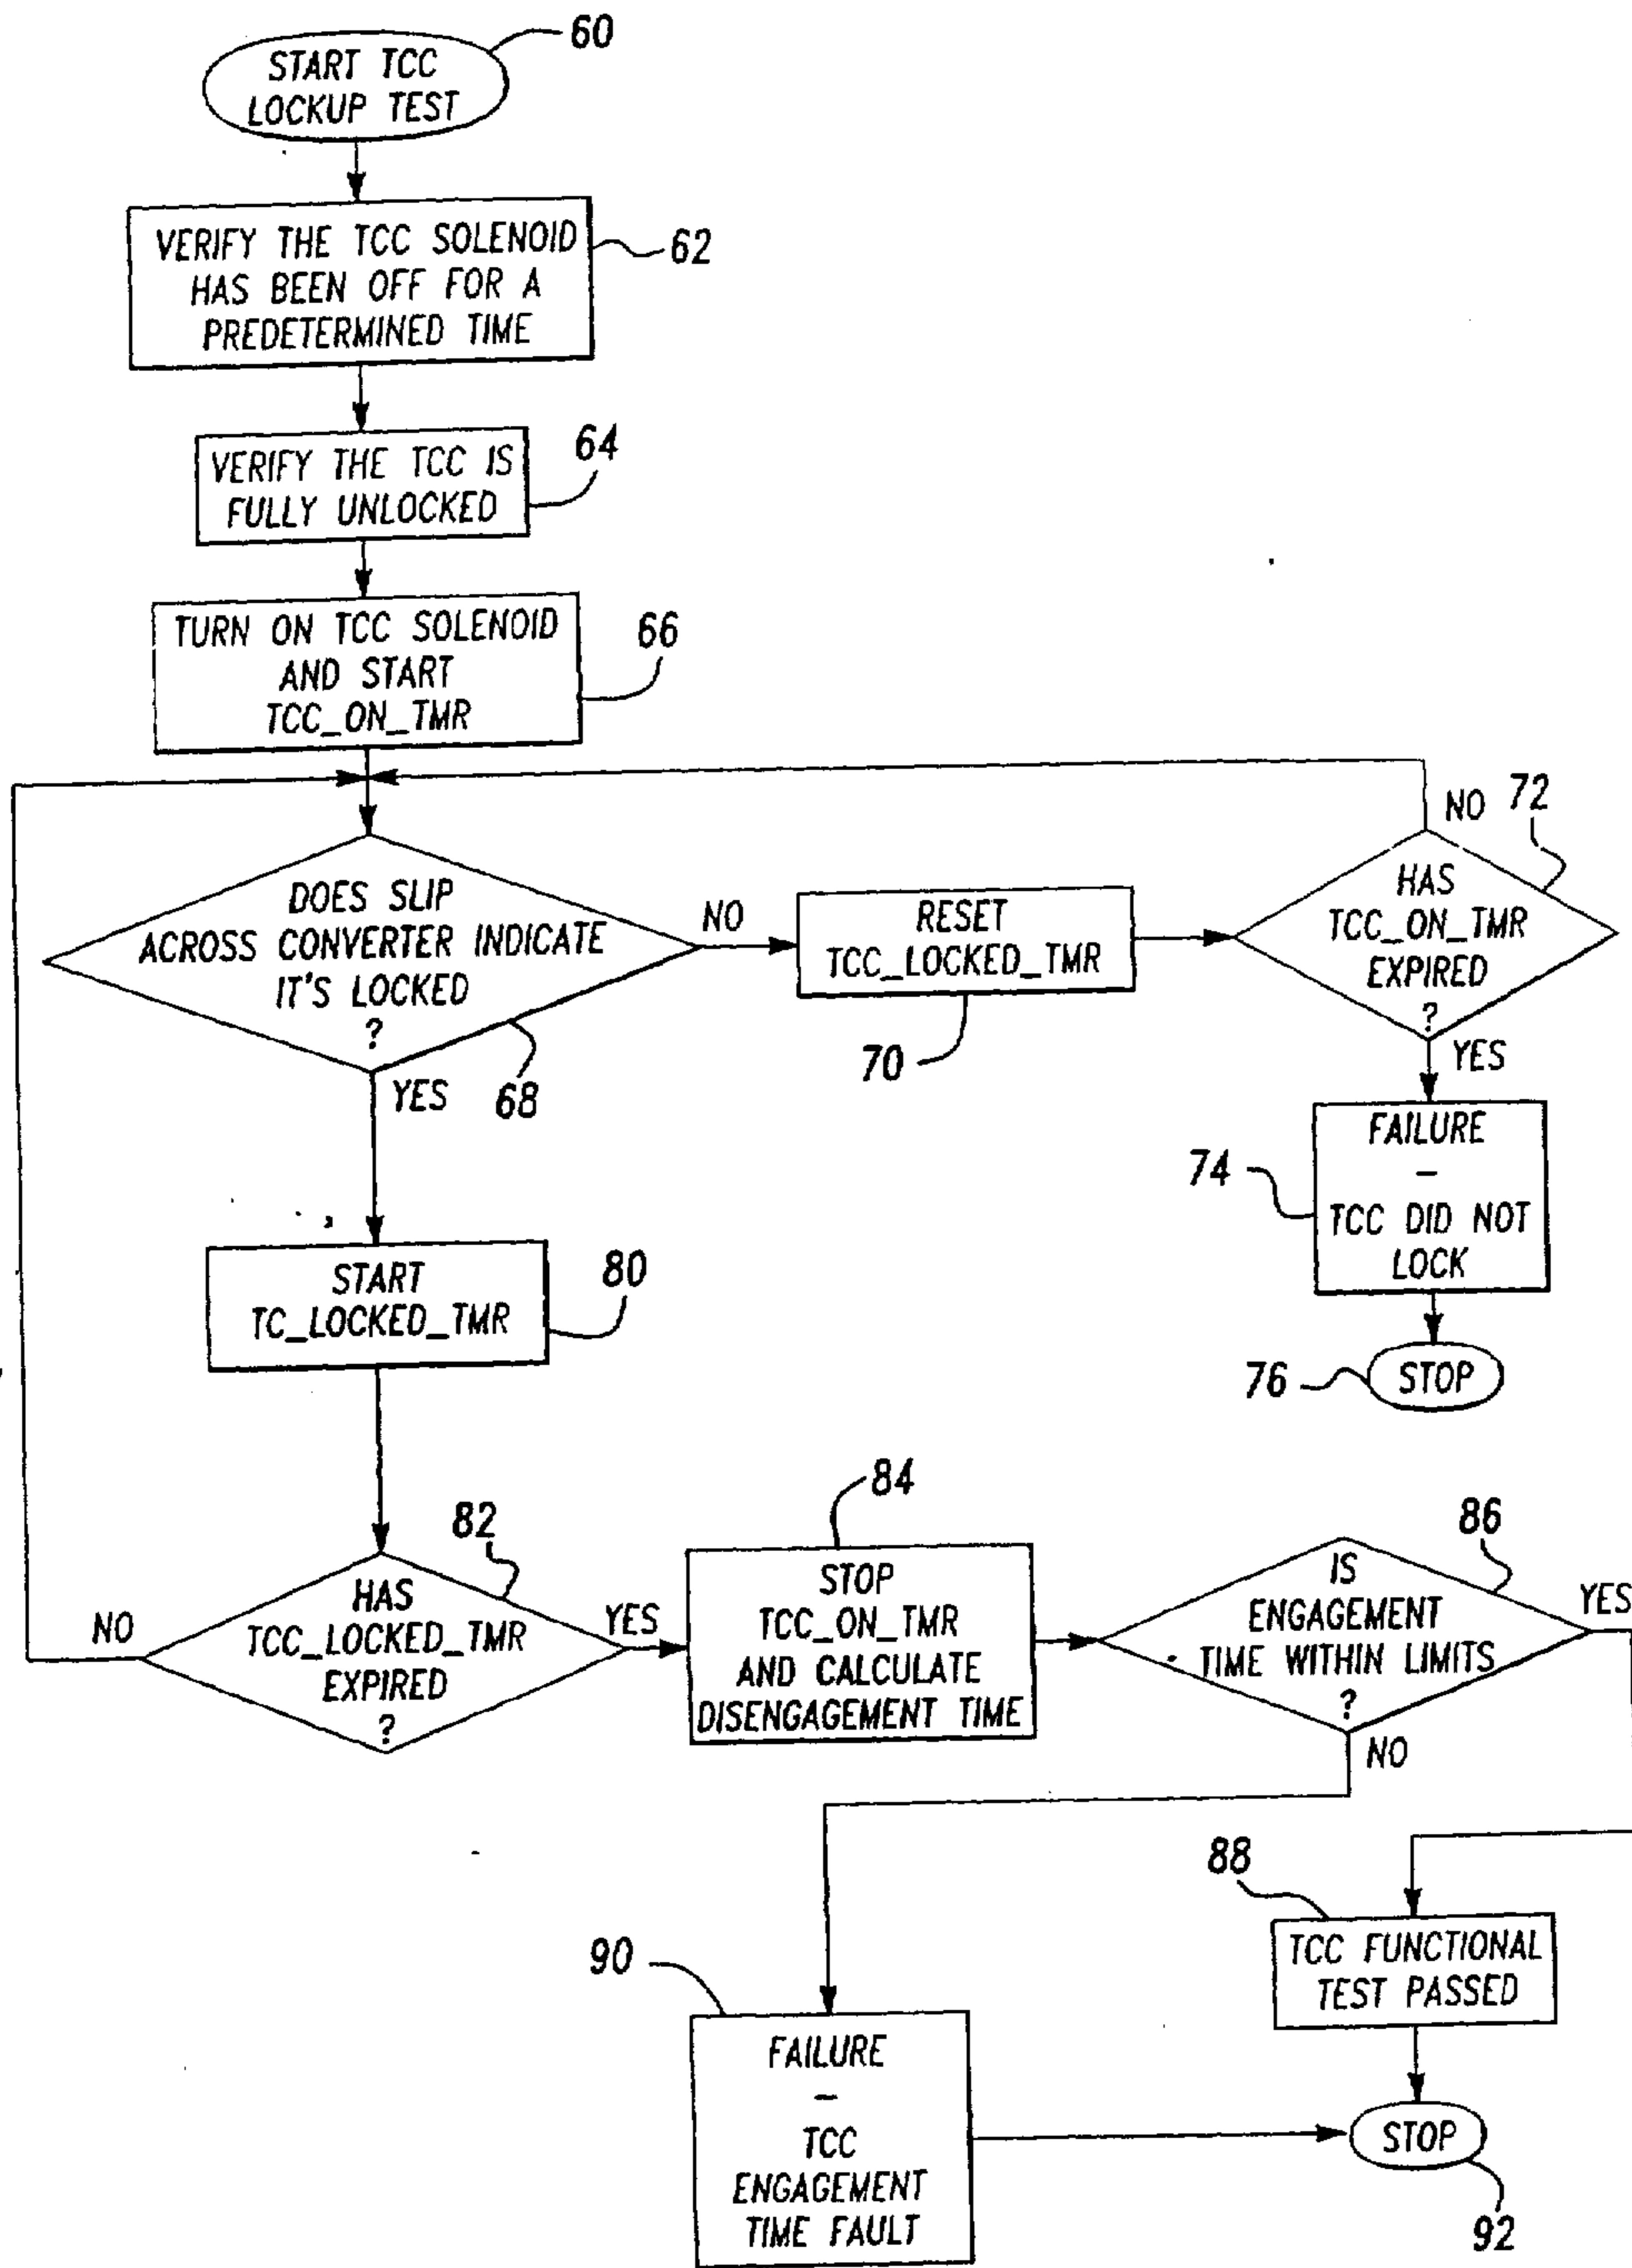 60
START TCC
LOCKUP TEST
VERIFY THE TCC SOLENOID
HAS BEEN OFF FOR A
PREDETERMINED TIME
62
VERIFY THE TCC IS
FULLY UNLOCKED
64
TURN ON TCC SOLENOID
AND START
TCC_ON_TMR
66
DOES SLIP
ACROSS CONVERTER INDICATE
IT'S LOCKED
?
68
NO
YES
RESET
TCC_LOCKED_TMR
70
NO
72
HAS
TCC_ON_TMR
EXPIRED
?
YES
FAILURE
–
TCC DID NOT
LOCK
74
76
STOP
START
TC_LOCKED_TMR
80
82
HAS
TCC_LOCKED_TMR
EXPIRED
?
NO
YES
84
STOP
TCC_ON_TMR
AND CALCULATE
DISENGAGEMENT TIME
86
IS
ENGAGEMENT
TIME WITHIN LIMITS
?
YES
NO
88
TCC FUNCTIONAL
TEST PASSED
90
FAILURE
–
TCC
ENGAGEMENT
TIME FAULT
STOP
92